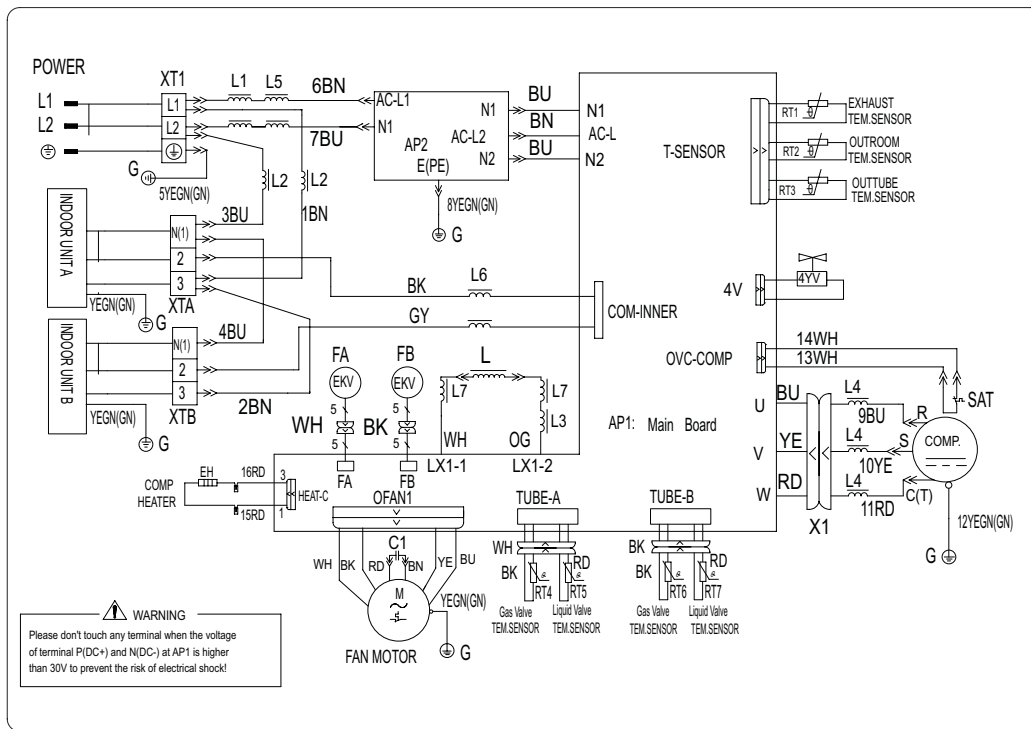 POWER
L1
L2
XT1
L1
L2
L1 L5
6BN
7BU
AC-L1
N1
AP2
N1
AC-L2
N2
E(PE)
8YEGN(GN)
G
BU
BN
BU
N1
AC-L
N2
G
5YEGN(GN)
L2
L2
3BU
1BN
INDOOR UNIT A
N(1)
2
3
XTA
YEGN(GN)
G
INDOOR UNIT B
N(1)
2
3
XTB
YEGN(GN)
G
4BU
2BN
BK
L6
GY
COM-INNER
T-SENSOR
RT1
EXHAUST
TEM.SENSOR
RT2
OUTROOM
TEM.SENSOR
RT3
OUTTUBE
TEM.SENSOR
4V
4YV
OVC-COMP
14WH
13WH
SAT
AP1: Main Board
U
V
W
BU
YE
RD
X1
L4
9BU
L4
10YE
L4
11RD
R
S
C(T)
COMP.
12YEGN(GN)
G
FA
EKV
5
5
WH
FA
FB
EKV
5
5
BK
FB
L
L7
L7
L3
WH
OG
LX1-1
LX1-2
COMP
HEATER
EH
16RD
15RD
3
1
HEAT-C
OFAN1
C1
WH
BK
RD
BN
YE
BU
M
YEGN(GN)
G
FAN MOTOR
TUBE-A
WH
BK
RD
RT4
RT5
Gas Valve
TEM.SENSOR
Liquid Valve
TEM.SENSOR
TUBE-B
BK
BK
RD
RT6
RT7
Gas Valve
TEM.SENSOR
Liquid Valve
TEM.SENSOR
WARNING
Please don't touch any terminal when the voltage
of terminal P(DC+) and N(DC-) at AP1 is higher
than 30V to prevent the risk of electrical shock!